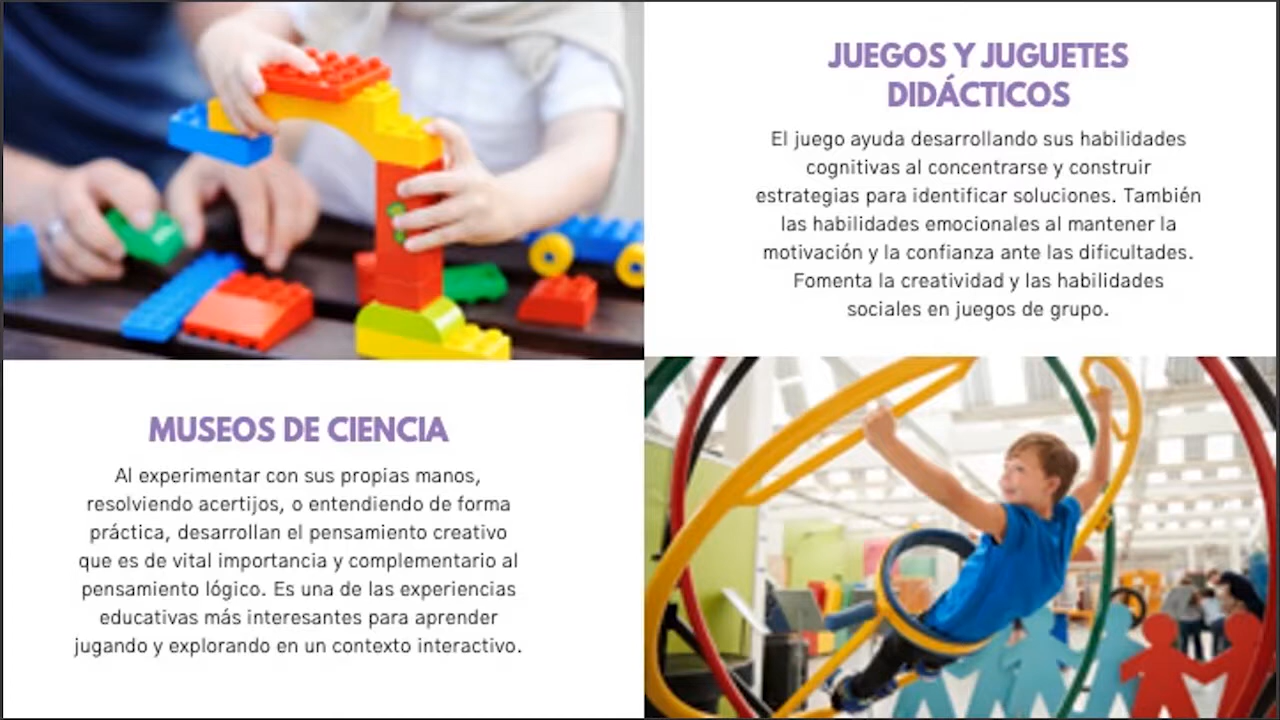 JUEGOS Y JUGUETES
DIDÁCTICOS
El juego ayuda desarrollando sus habilidades
cognitivas al concentrarse y construir
estrategias para identificar soluciones. También
las habilidades emocionales al mantener la
motivación y la confianza ante las dificultades.
Fomenta la creatividad y las habilidades
sociales en juegos de grupo.
MUSEOS DE CIENCIA
Al experimentar con sus propias manos,
resolviendo acertijos, o entendiendo de forma
práctica, desarrollan el pensamiento creativo
que es de vital importancia y complementario al
pensamiento lógico. Es una de las experiencias
educativas más interesantes para aprender
jugando y explorando en un contexto interactivo.